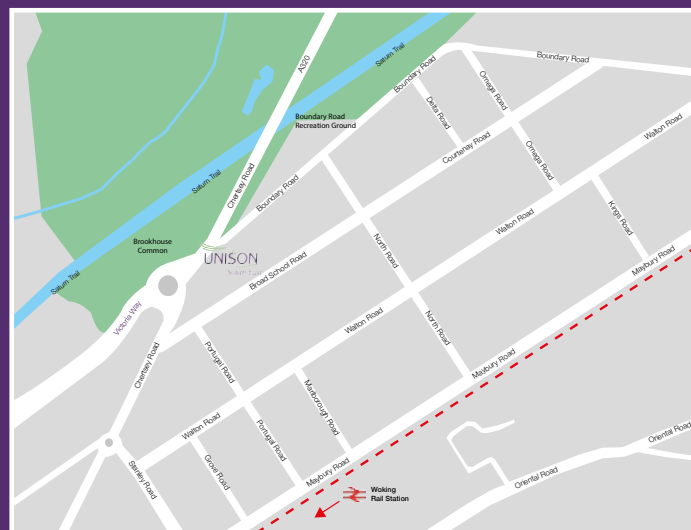 A320
Saturn Trail
Boundary Road
Boundary Road
Omega Road
Delta Road
Boundary Road
Recreation Ground
Courtenay Road
Walton Road
Omega Road
Saturn Trail
Chertsey Road
Boundary Road
Kings Road
Walton Road
Brookhouse
Common
UNISON
Broad School Road
North Road
Maybury Road
Saturn Trail
Victoria Way
Walton Road
North Road
Chertsey Road
Portugal Road
Maybury Road
Marlborough Road
Walton Road
Portugal Road
Oriental Road
Stanley Road
Grove Road
Maybury Road
Oriental Road
Woking
Rail Station